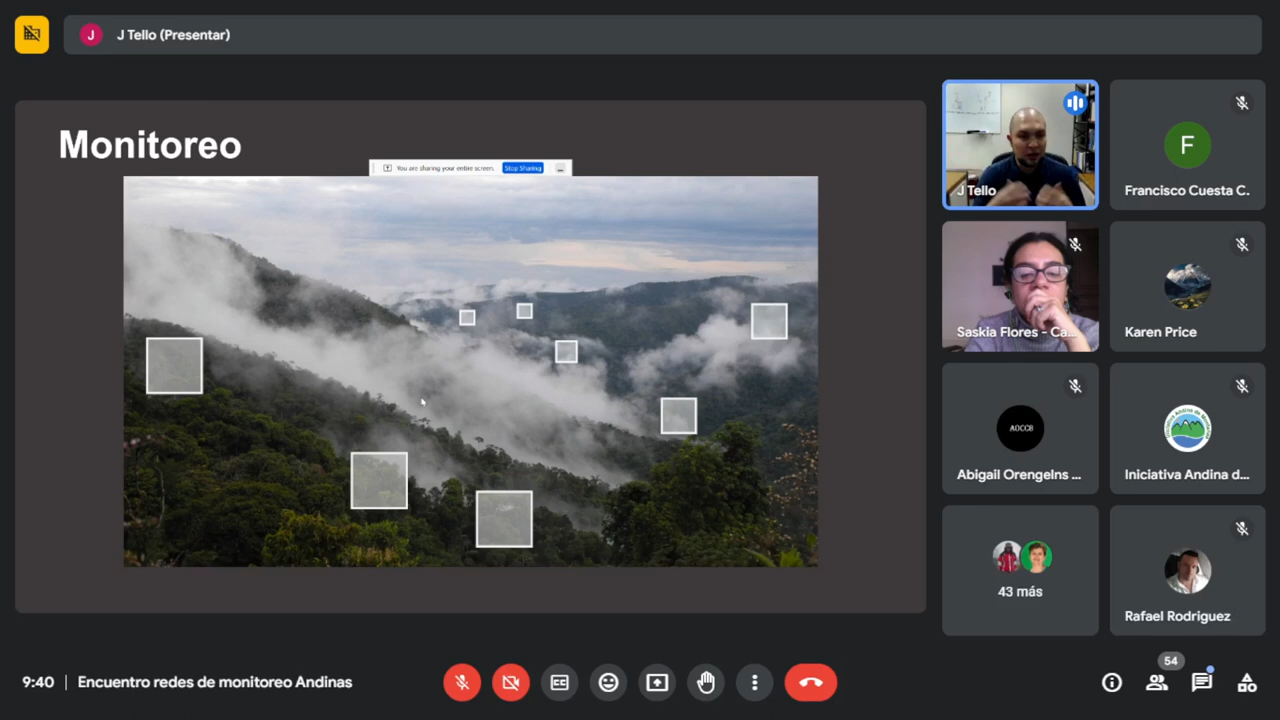 J
J Tello (Presentar)
Monitoreo
You are sharing your entire screen.
Stop Sharing
J Tello
F
Francisco Cuesta C.
Saskia Flores - Ca...
Karen Price
AOCCB
Abigail OrengeIns ...
Iniciativa Andina d...
43 más
Rafael Rodriguez
9:40
Encuentro redes de monitoreo Andinas
54